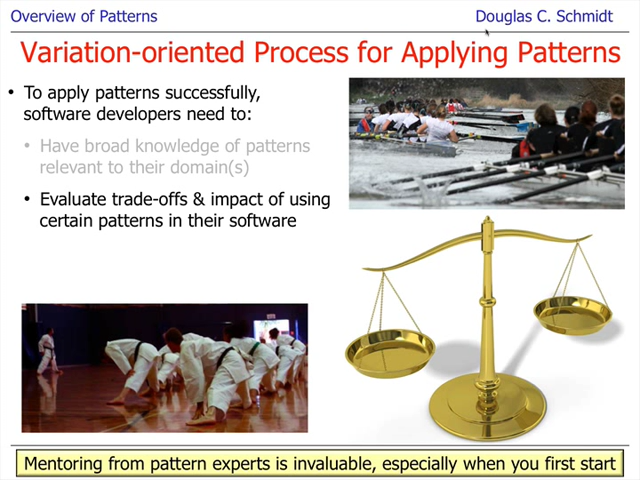 Overview of Patterns
Douglas C. Schmidt
Variation-oriented Process for Applying Patterns
• To apply patterns successfully,
software developers need to:
• Have broad knowledge of patterns
relevant to their domain(s)
• Evaluate trade-offs & impact of using
certain patterns in their software
Mentoring from pattern experts is invaluable, especially when you first start